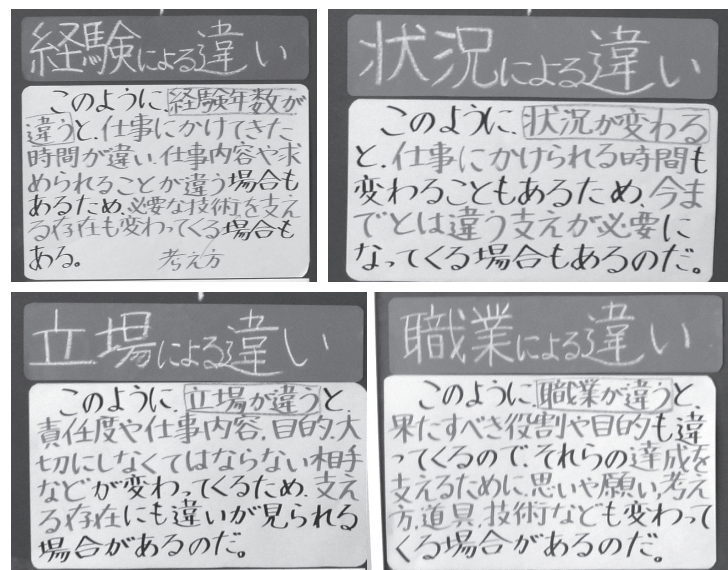 経験による違い
このように、経験年数が
違うと、仕事にかけてきた
時間が違い、仕事内容や求
められることが違う場合も
あるため、必要な技術を支え
る存在も変わってくる場合も
ある。 考え方
状況による違い
このように、状況が変わる
と、仕事にかけられる時間も
変わることもあるため、今ま
でとは違う支えが必要に
なってくる場合もあるのだ。
立場による違い
このように、立場が違うと、
責任度や仕事内容、目的、大
切にしなくてはならない相手
などが変わってくるため、支え
る存在にも違いが見られる
場合があるのだ。
職業による違い
このように、職業が違うと、
果たすべき役割や目的も違
ってくるので、それらの達成を
支えるために、思いや願い、考え
方、道具、技術なども変わって
くる場合があるのだ。